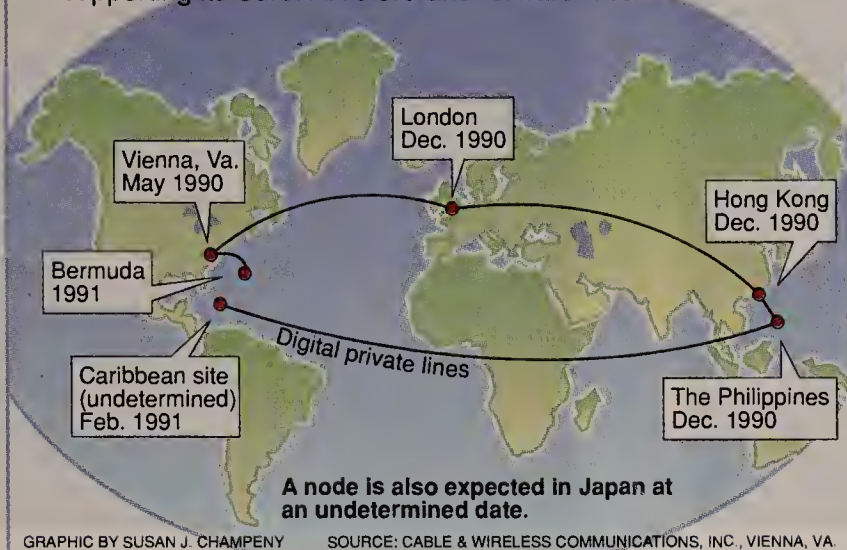 London
Dec. 1990
Vienna, Va.
May 1990
Hong Kong
Dec. 1990
Bermuda
1991
Digital private lines
Caribbean site
(undetermined)
Feb. 1991
The Philippines
Dec. 1990
A node is also expected in Japan at
an undetermined date.
GRAPHIC BY SUSAN J. CHAMPENY SOURCE: CABLE & WIRELESS COMMUNICATIONS, INC., VIENNA, VA.